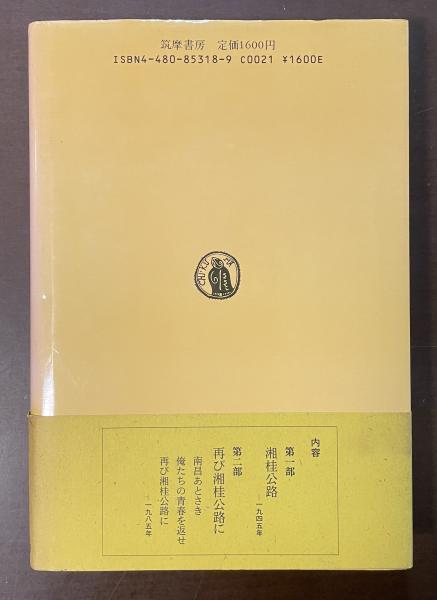 筑摩書房 定価1600円
ISBN4-480-85318-9 C0021 ¥1600E
内容
第一部
湘桂公路 —一九四五年
第二部
再び湘桂公路に
南昌あとさき
俺たちの青春を返せ
再び湘桂公路に —一九八五年